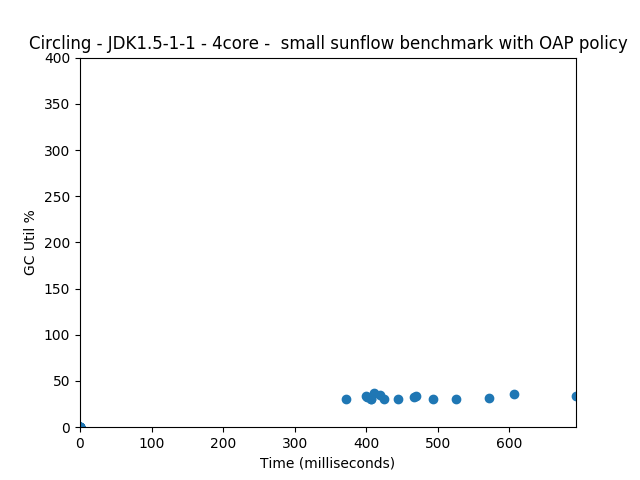 Circling - JDK1.5-1-1 - 4core -  small sunflow benchmark with OAP policy
400
350
300
250
200
150
100
50
0
GC Util %
0 100 200 300 400 500 600
Time (milliseconds)